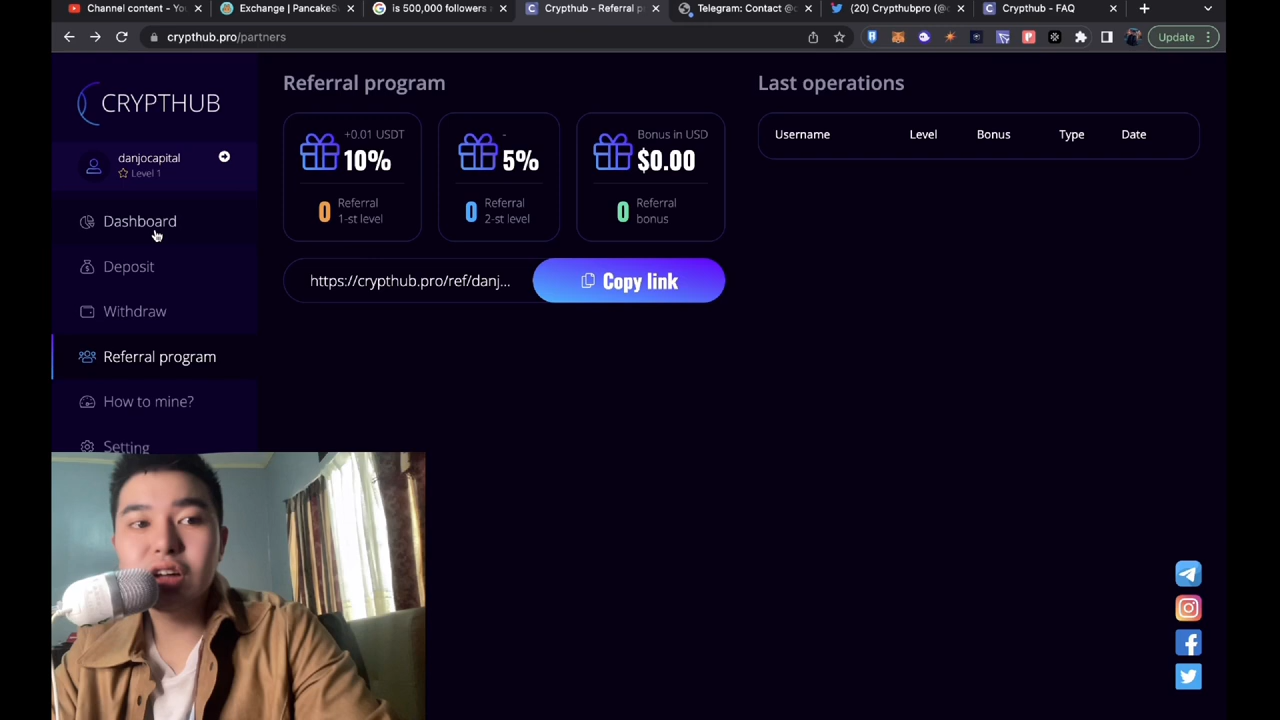 Channel content - Yo
Exchange | PancakeS
is 500,000 followers
Crypthub - Referral p
Telegram: Contact @c
(20) Crypthubpro (@c
Crypthub - FAQ
crypthub.pro/partners
Update
CRYPTHUB
danjocapital
Level 1
Dashboard
Deposit
Withdraw
Referral program
How to mine?
Setting
Referral program
+0.01 USDT
10%
0 Referral
1-st level
-
5%
0 Referral
2-st level
Bonus in USD
$0.00
0 Referral
bonus
https://crypthub.pro/ref/danj...
Copy link
Last operations
Username Level Bonus Type Date